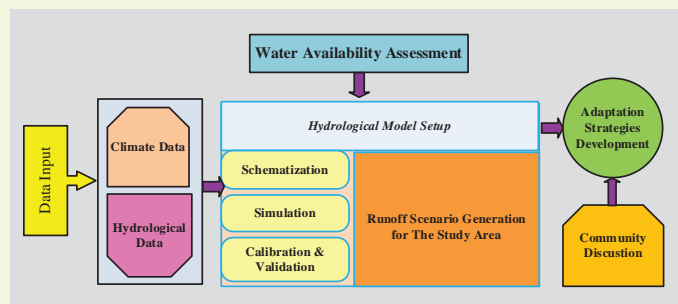 Water Availability Assessment
Data Input
Climate Data
Hydrological
Data
Hydrological Model Setup
Schematization
Simulation
Calibration &
Validation
Runoff Scenario Generation
for The Study Area
Adaptation
Strategies
Development
Community
Discustion